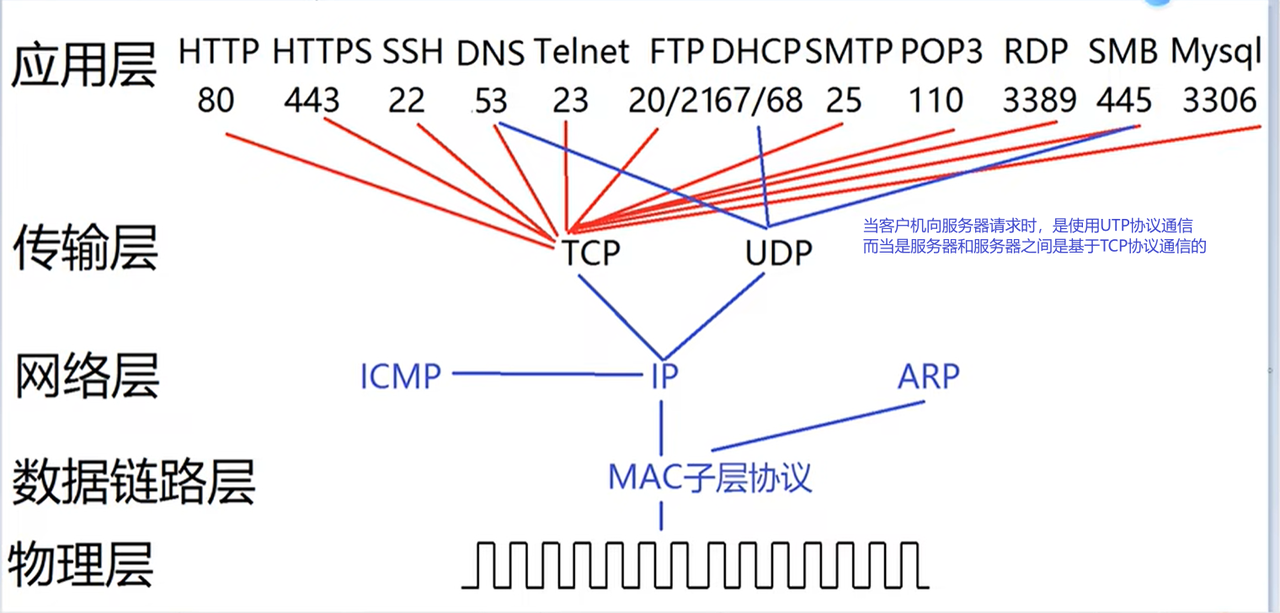 应用层 HTTP HTTPS SSH DNS Telnet FTP DHCP SMTP POP3 RDP SMB Mysql
80 443 22 53 23 20/21 67/68 25 110 3389 445 3306
传输层 TCP UDP
当客户机向服务器请求时，是使用UTP协议通信
而当是服务器和服务器之间是基于TCP协议通信的
网络层 ICMP IP ARP
数据链路层 MAC子层协议
物理层